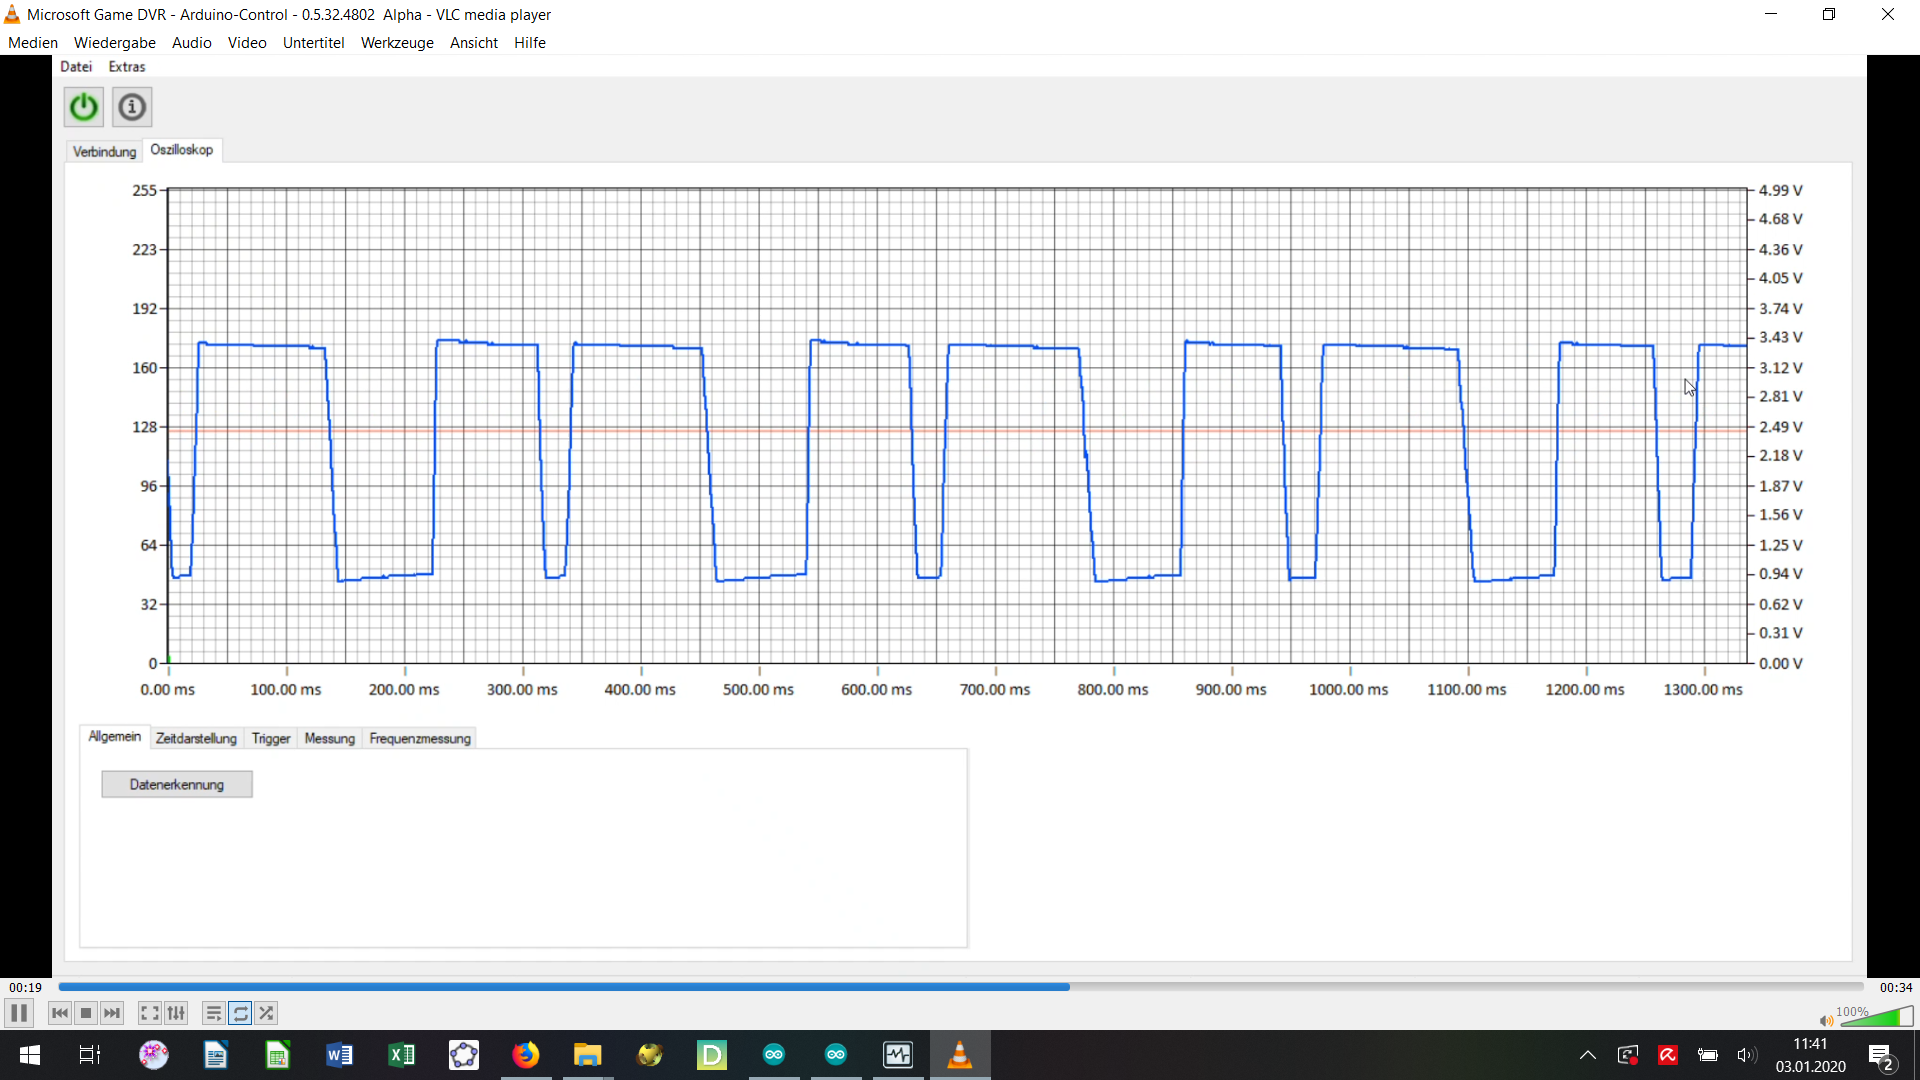 Microsoft Game DVR - Arduino-Control - 0.5.32.4802  Alpha - VLC media player
Medien Wiedergabe Audio Video Untertitel Werkzeuge Ansicht Hilfe
Datei Extras
Verbindung Oszilloskop
255 4.99 V
4.68 V
223 4.36 V
4.05 V
192 3.74 V
3.43 V
160 3.12 V
2.81 V
128 2.49 V
2.18 V
96 1.87 V
1.56 V
64 1.25 V
0.94 V
32 0.62 V
0.31 V
0 0.00 V
0.00 ms 100.00 ms 200.00 ms 300.00 ms 400.00 ms 500.00 ms 600.00 ms 700.00 ms 800.00 ms 900.00 ms 1000.00 ms 1100.00 ms 1200.00 ms 1300.00 ms
Allgemein Zeitdarstellung Trigger Messung Frequenzmessung
Datenerkennung
00:19 00:34
100%
W X D
11:41
03.01.2020
2